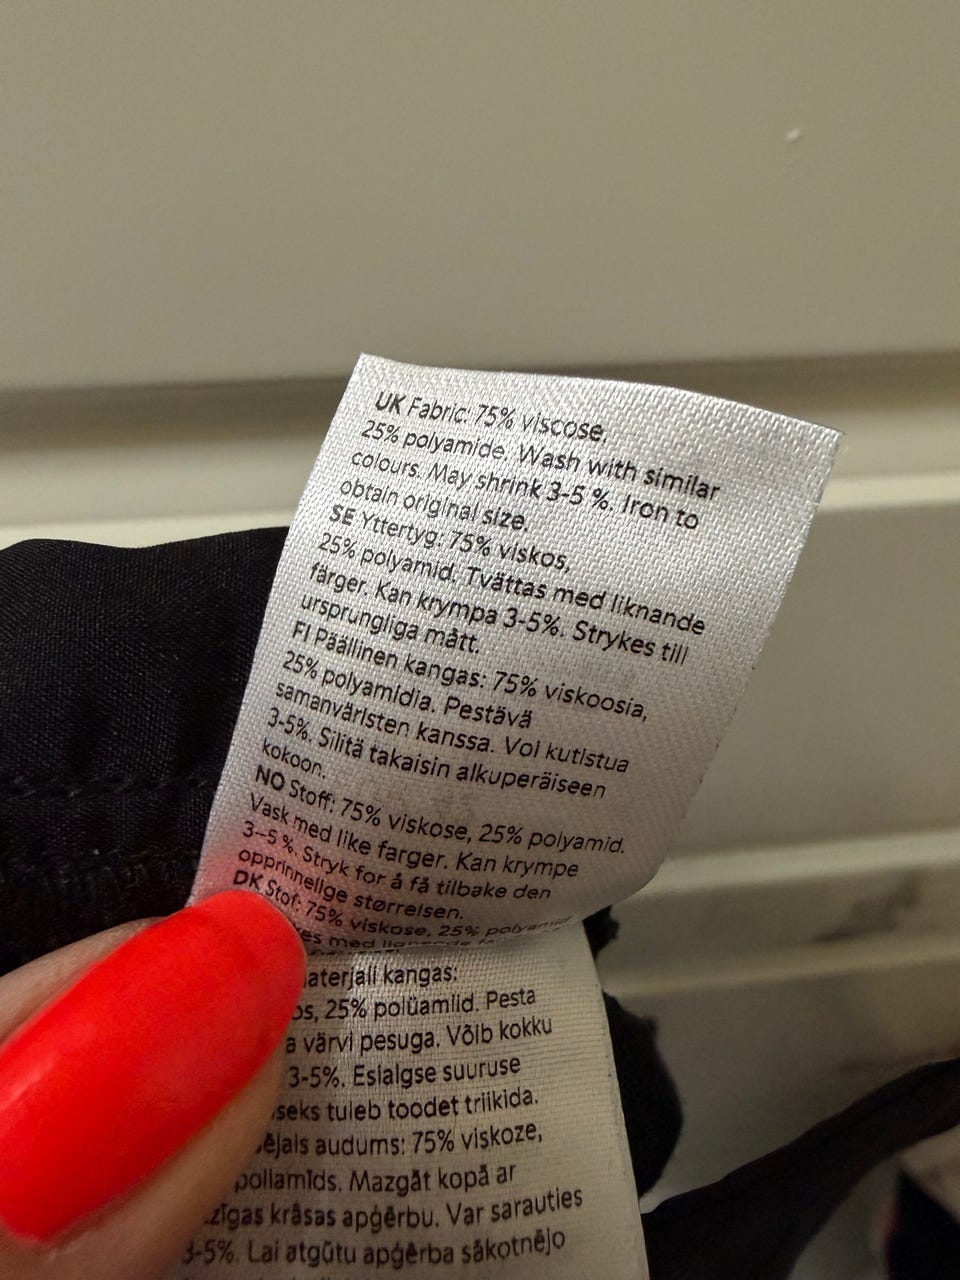 UK Fabric: 75% viscose,
25% polyamide. Wash with similar
colours. May shrink 3-5 %. Iron to
obtain original size.
SE Yttertyg: 75% viskos,
25% polyamid. Tvättas med liknande
färger. Kan krympa 3-5%. Strykes till
ursprungliga mått.
FI Päällinen kangas: 75% viskoosia,
25% polyamidia. Pestävä
samanväristen kanssa. Voi kutistua
3-5%. Silitä takaisin alkuperäiseen
kokoon.
NO Stoff: 75% viskose, 25% polyamid.
Vask med like farger. Kan krympe
3-5 %. Stryk for å få tilbake den
opprinnelige størrelsen.
DK Stof: 75% viskose, 25% polyamid
med lignende
kangas:
25% polüamiid. Pesta
värvi pesuga. Võib kokku
3-5%. Esialgse suuruse
tuleb toodet triikida.
audums: 75% viskoze,
Mazgāt kopā ar
krāsas apģērbu. Var sarauties
3-5%. Lai atgūtu apģērba sākotnējo